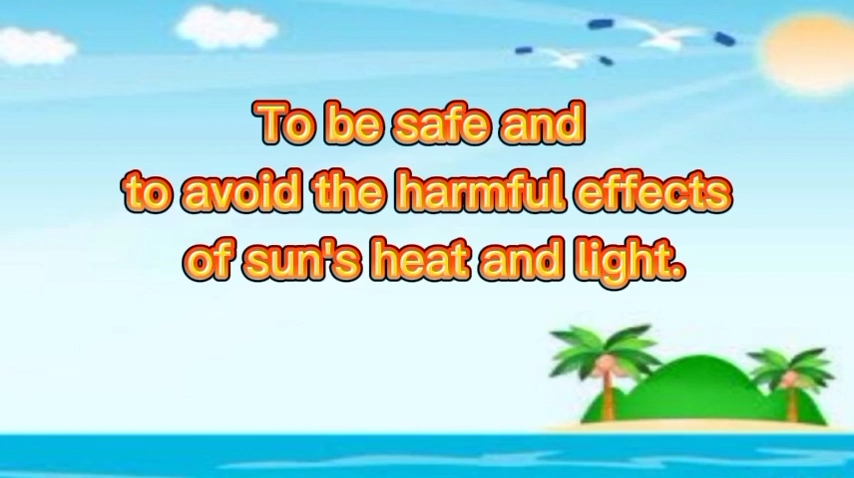 To be safe and
to avoid the harmful effects
of sun's heat and light.